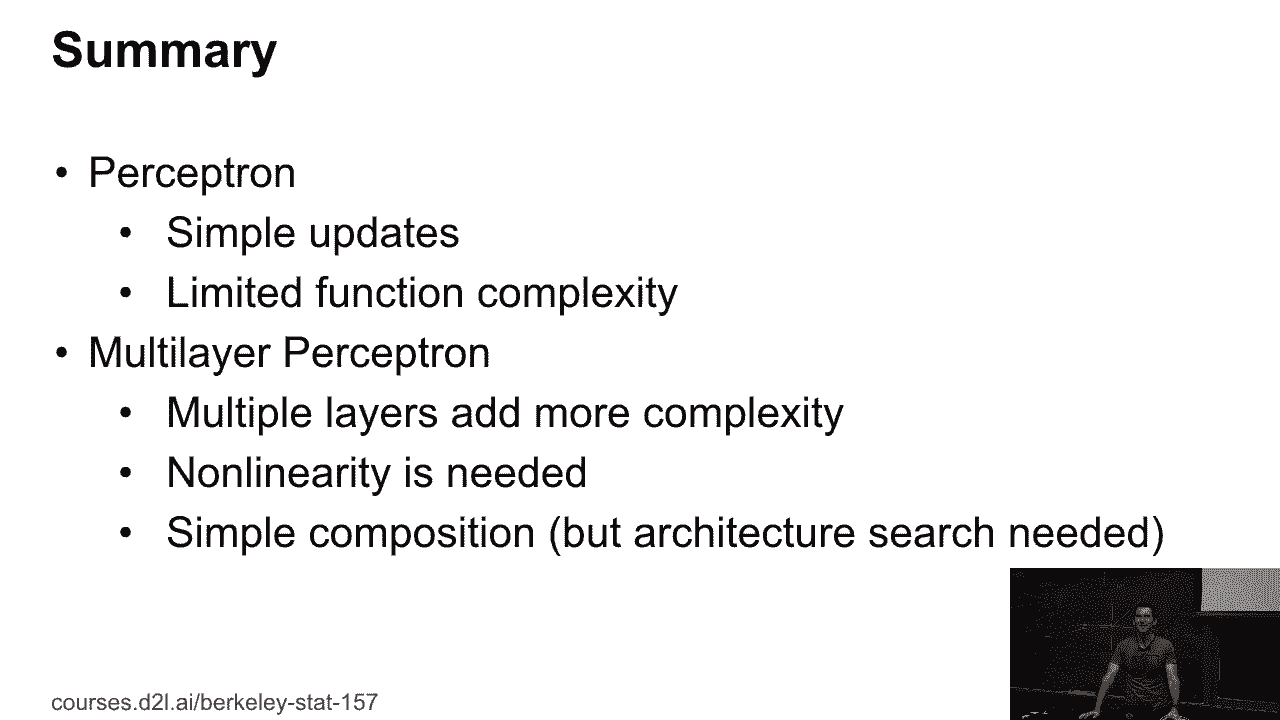 Summary
• Perceptron
• Simple updates
• Limited function complexity
• Multilayer Perceptron
• Multiple layers add more complexity
• Nonlinearity is needed
• Simple composition (but architecture search needed)
courses.d2l.ai/berkeley-stat-157